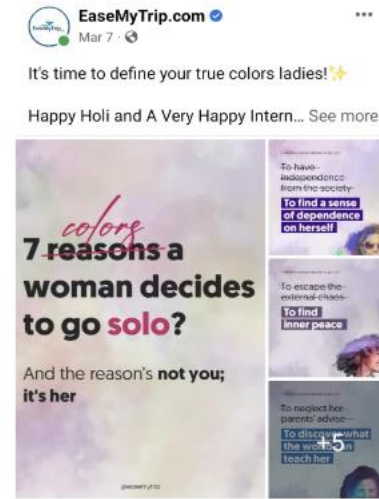 EaseMyTrip.com
Mar 7 ·
It's time to define your true colors ladies!✨
Happy Holi and A Very Happy Intern... See more
colors
7 reasons a
woman decides
to go solo?
And the reason's not you;
it's her
@easemytrip
To have
independence
from the society
To find a sense
of dependence
on herself
To escape the
external chaos
To find
inner peace
To neglect her
parents' advise
To discover what
the world can
teach her
+5